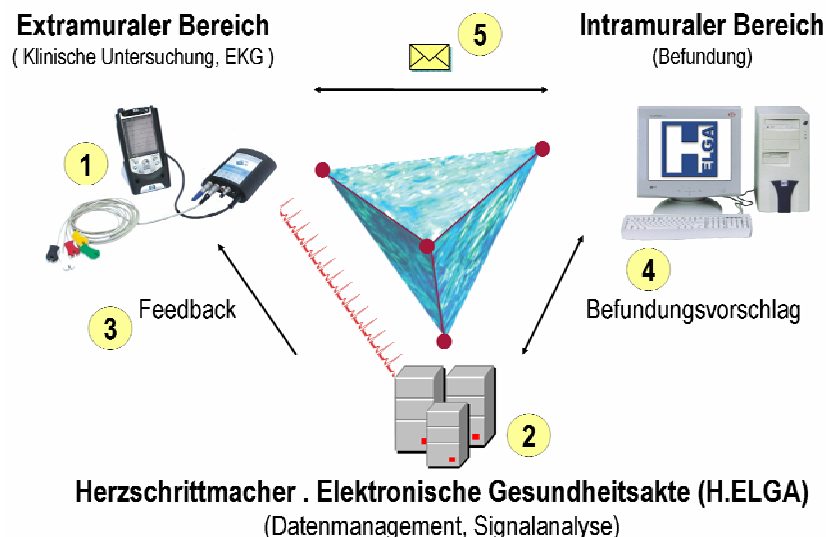 Extramuraler Bereich
( Klinische Untersuchung, EKG )
5
Intramuraler Bereich
(Befundung)
1
H
ELGA
3
Feedback
4
Befundungsvorschlag
2
Herzschrittmacher . Elektronische Gesundheitsakte (H.ELGA)
(Datenmanagement, Signalanalyse)